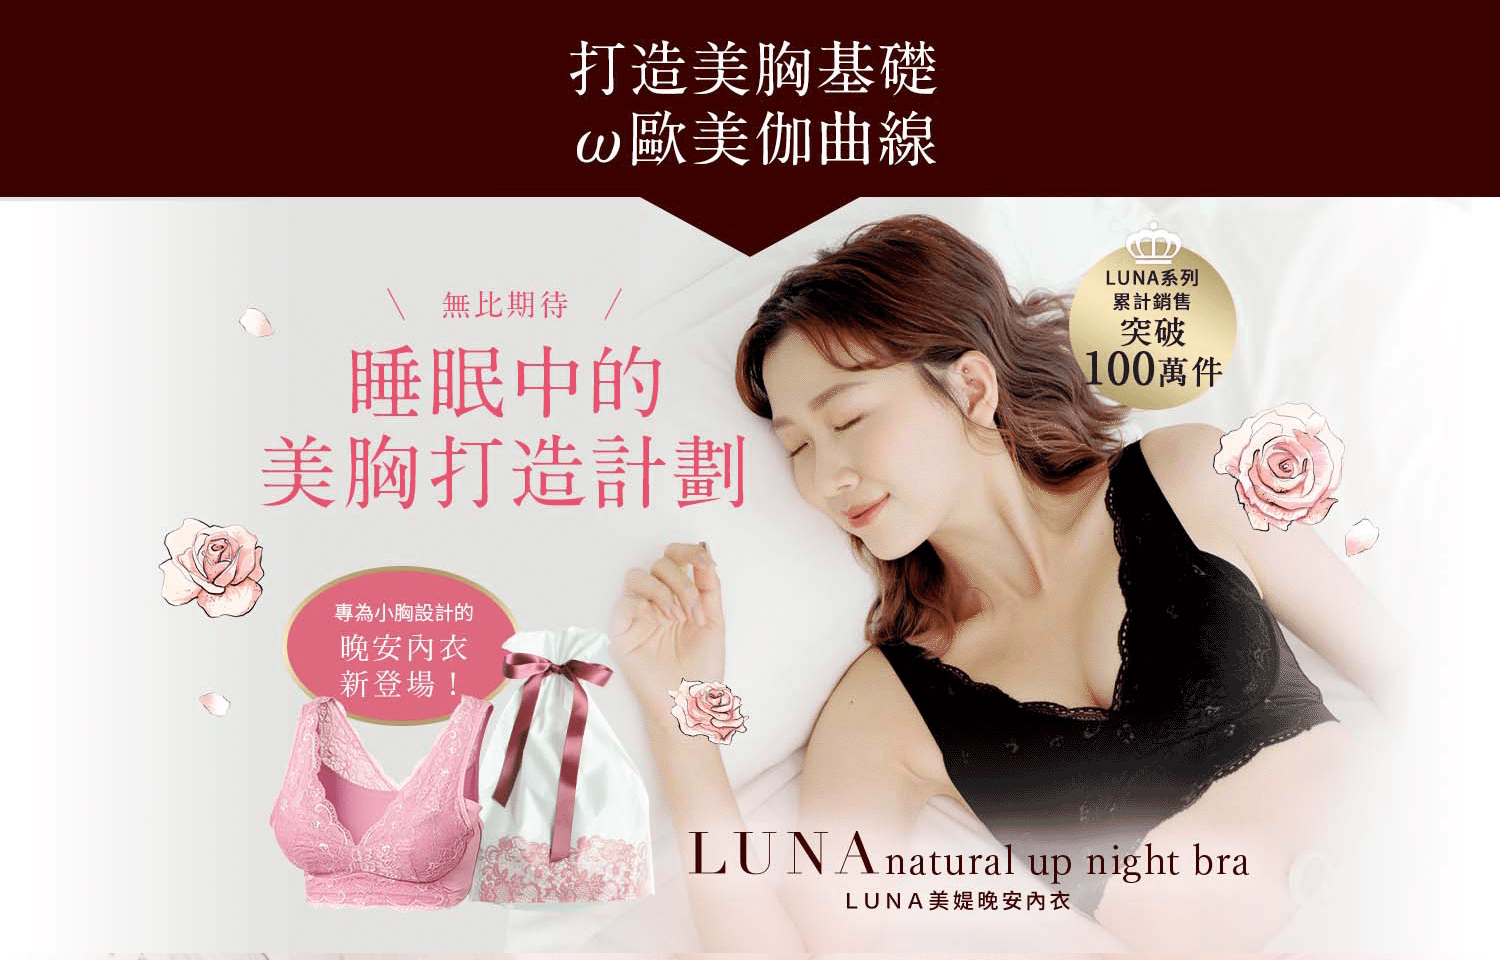 打造美胸基礎
ω歐美伽曲線
無比期待
睡眠中的
美胸打造計劃
LUNA系列
累計銷售
突破
100萬件
專為小胸設計的
晚安內衣
新登場！
LUNA natural up night bra
LUNA美媞晚安內衣